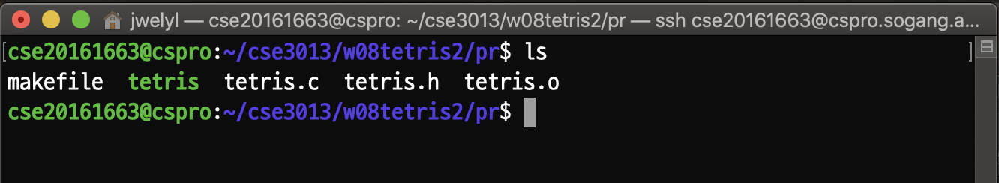 jwelyl — cse20161663@cspro: ~/cse3013/w08tetris2/pr — ssh cse20161663@cspro.sogang.a...
[cse20161663@cspro:~/cse3013/w08tetris2/pr$ ls ]
makefile  tetris  tetris.c  tetris.h  tetris.o
cse20161663@cspro:~/cse3013/w08tetris2/pr$